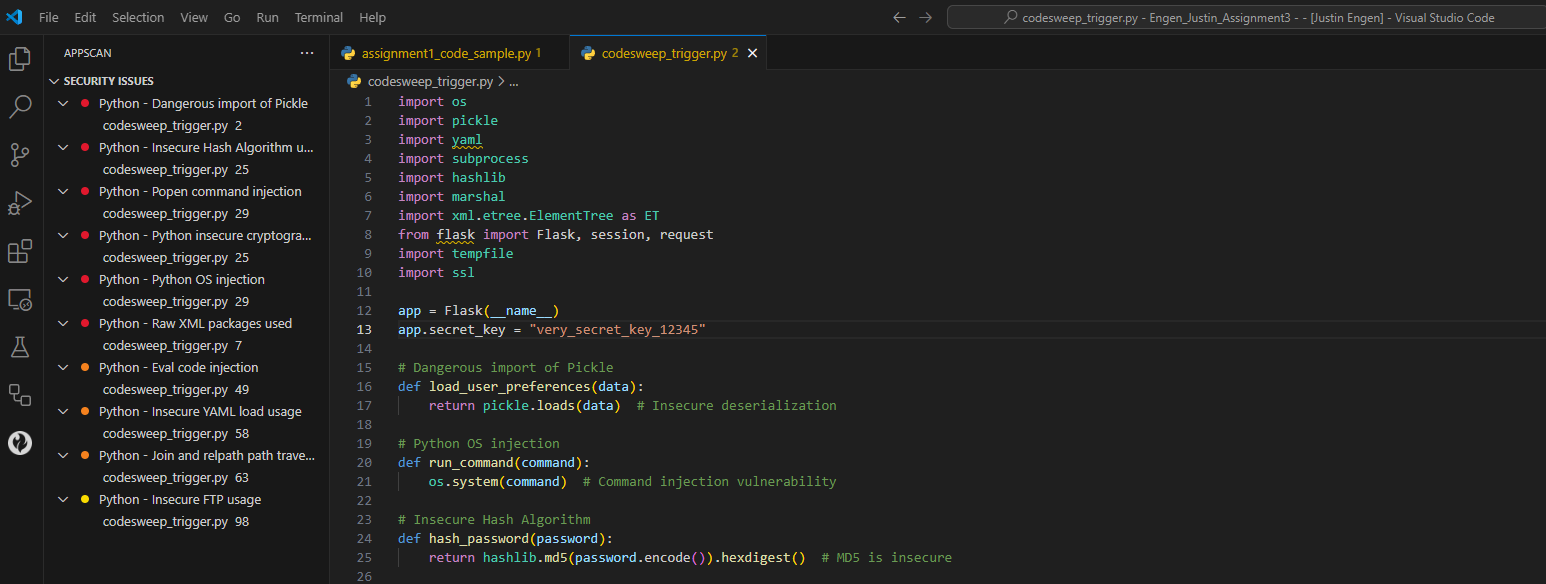 File Edit Selection View Go Run Terminal Help
codesweep_trigger.py - Engen_Justin_Assignment3 - - [Justin Engen] - Visual Studio Code
APPSCAN ...
SECURITY ISSUES
Python - Dangerous import of Pickle
codesweep_trigger.py 2
Python - Insecure Hash Algorithm u...
codesweep_trigger.py 25
Python - Popen command injection
codesweep_trigger.py 29
Python - Python insecure cryptogra...
codesweep_trigger.py 25
Python - Python OS injection
codesweep_trigger.py 29
Python - Raw XML packages used
codesweep_trigger.py 7
Python - Eval code injection
codesweep_trigger.py 49
Python - Insecure YAML load usage
codesweep_trigger.py 58
Python - Join and relpath path trave...
codesweep_trigger.py 63
Python - Insecure FTP usage
codesweep_trigger.py 98
assignment1_code_sample.py 1
codesweep_trigger.py 2
codesweep_trigger.py > ...
1 import os
2 import pickle
3 import yaml
4 import subprocess
5 import hashlib
6 import marshal
7 import xml.etree.ElementTree as ET
8 from flask import Flask, session, request
9 import tempfile
10 import ssl
11
12 app = Flask(__name__)
13 app.secret_key = "very_secret_key_12345"
14
15 # Dangerous import of Pickle
16 def load_user_preferences(data):
17 return pickle.loads(data) # Insecure deserialization
18
19 # Python OS injection
20 def run_command(command):
21 os.system(command) # Command injection vulnerability
22
23 # Insecure Hash Algorithm
24 def hash_password(password):
25 return hashlib.md5(password.encode()).hexdigest() # MD5 is insecure
26